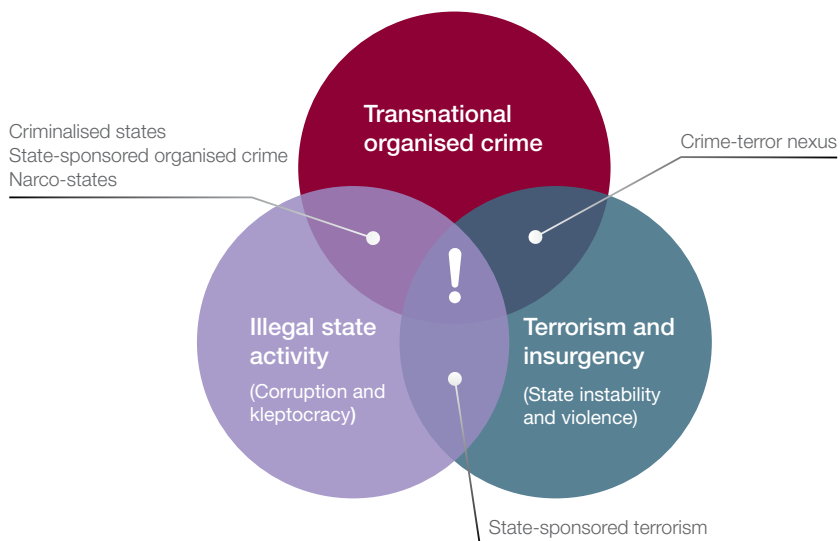 Transnational
organised crime
Criminalised states
State-sponsored organised crime
Narco-states
Crime-terror nexus
!
Illegal state
activity
(Corruption and
kleptocracy)
Terrorism and
insurgency
(State instability
and violence)
State-sponsored terrorism